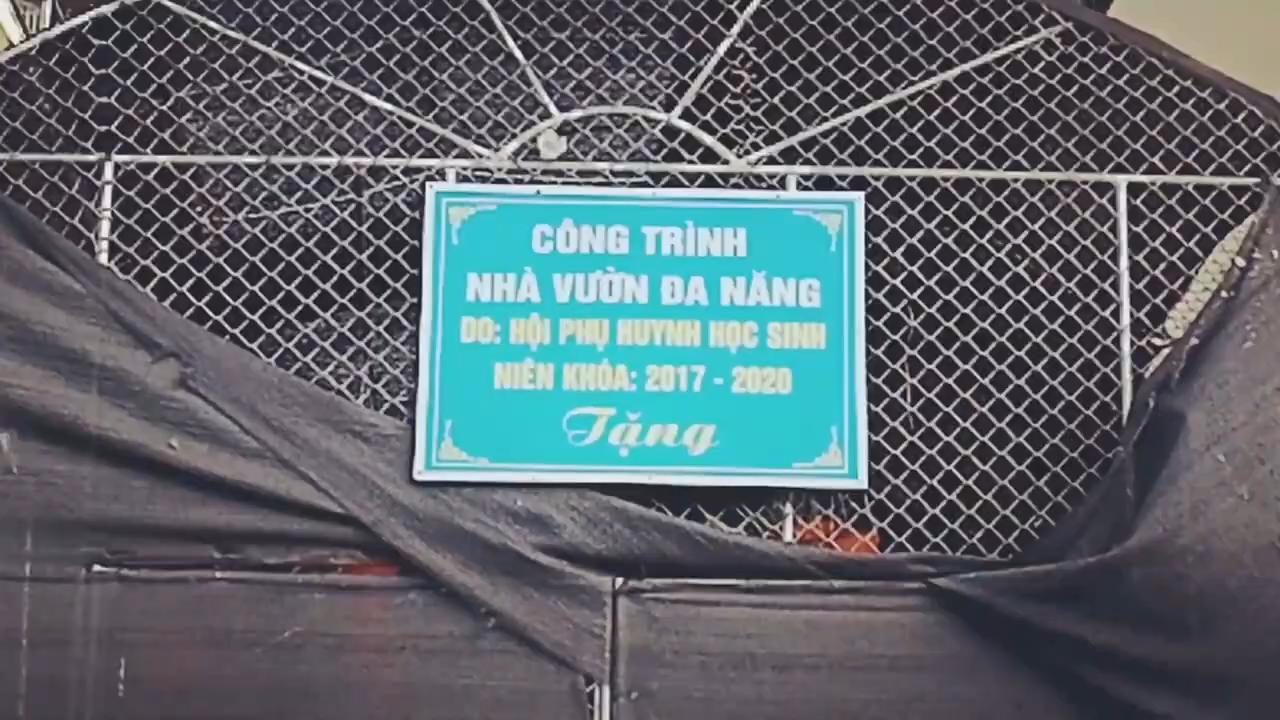 CÔNG TRÌNH
NHÀ VƯỜN ĐA NĂNG
DO: HỘI PHỤ HUYNH HỌC SINH
NIÊN KHÓA: 2017 - 2020
Tặng